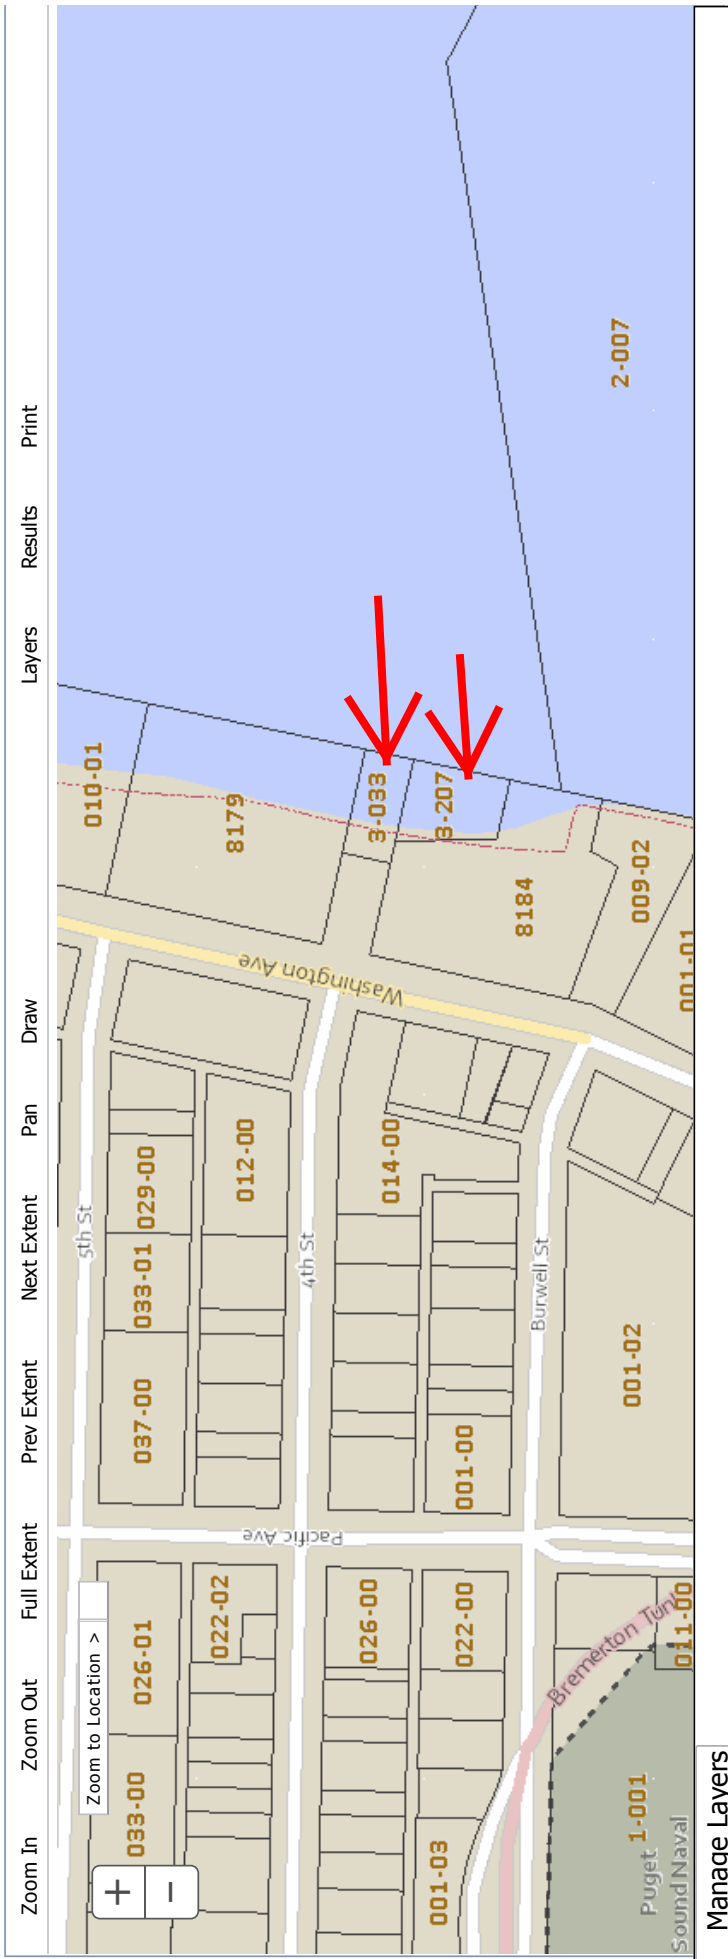 Zoom In Zoom Out Full Extent Prev Extent Next Extent Pan Draw Layers Results Print
Zoom to Location >
+
−
5th St
4th St
Burwell St
Pacific Ave
Washington Ave
Bremerton Tun
033-00
026-01
022-02
037-00
033-01
029-00
012-00
010-01
8179
026-00
014-00
3-033
001-03
022-00
001-00
3-207
8184
Puget
Sound Naval
1-001
011-00
001-02
009-02
001-01
2-007
Manage Layers